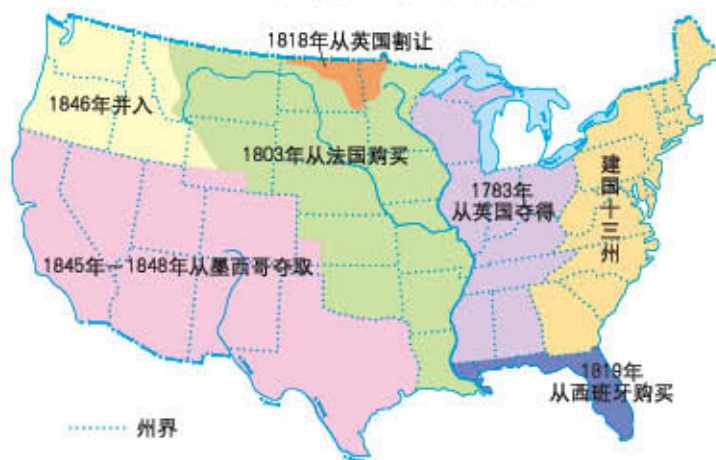 1818年从英国割让
1846年并入
1803年从法国购买
1783年
从英国夺得
建国十三州
1845年－1848年从墨西哥夺取
1819年
从西班牙购买
州界